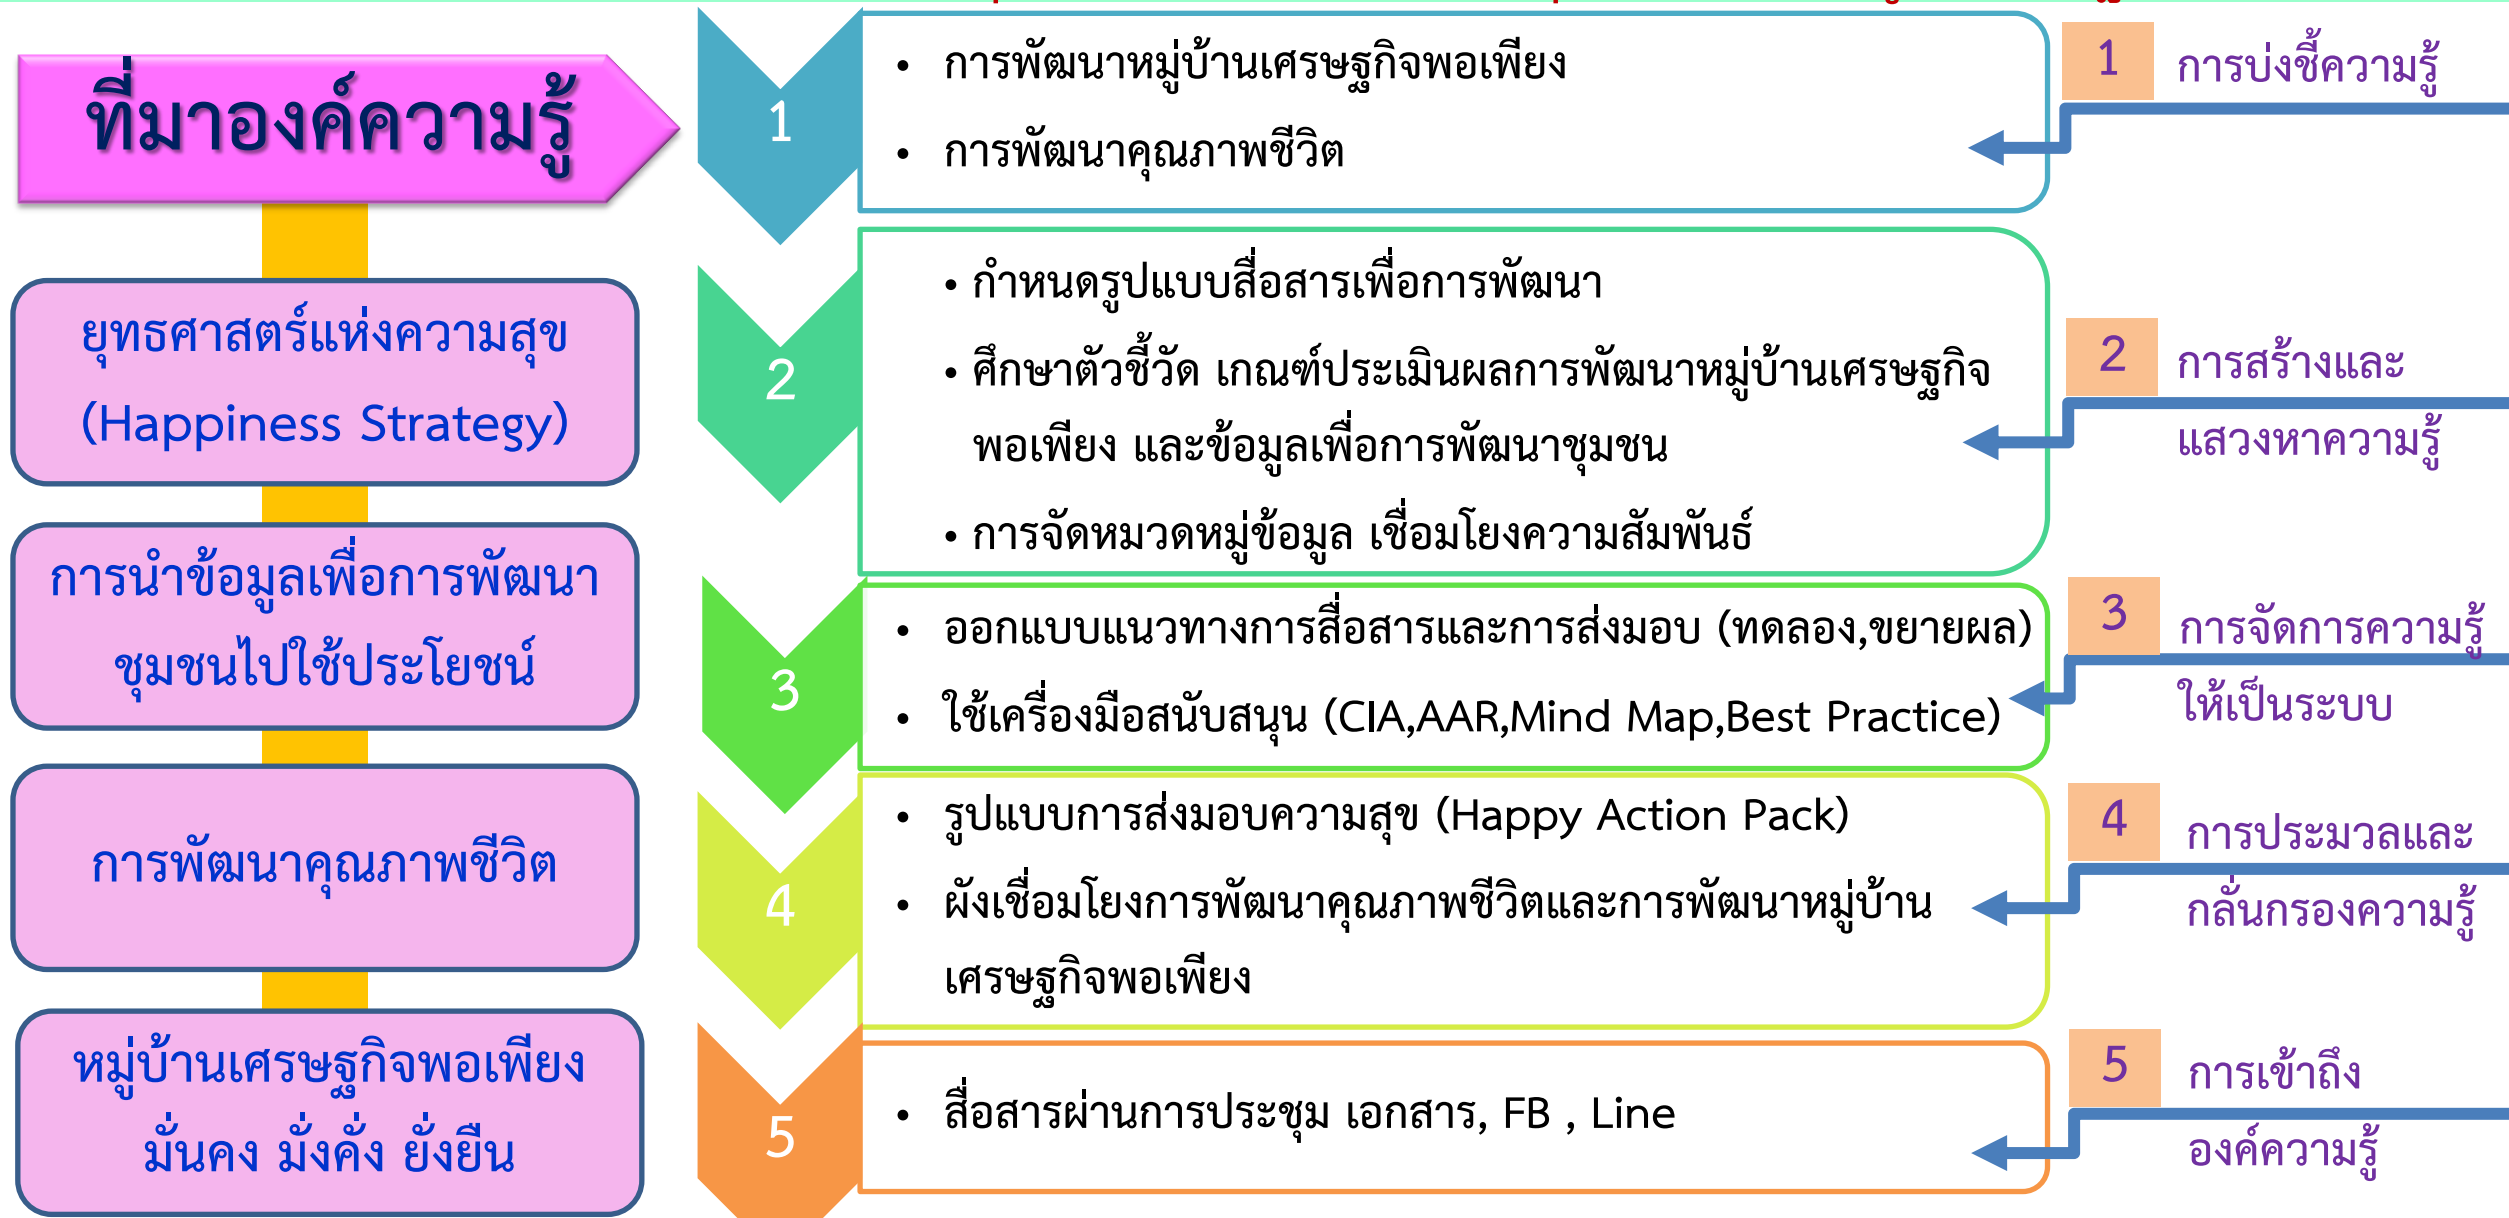 ที่มาองค์ความรู้
ยุทธศาสตร์แห่งความสุข
(Happiness Strategy)
การนำข้อมูลเพื่อการพัฒนา
ชุมชนไปใช้ประโยชน์
การพัฒนาคุณภาพชีวิต
หมู่บ้านเศรษฐกิจพอเพียง
มั่นคง มั่งคั่ง ยั่งยืน
1
• การพัฒนาหมู่บ้านเศรษฐกิจพอเพียง
• การพัฒนาคุณภาพชีวิต
1
การบ่งชี้ความรู้
2
• กำหนดรูปแบบสื่อสารเพื่อการพัฒนา
• ศึกษาตัวชี้วัด เกณฑ์ประเมินผลการพัฒนาหมู่บ้านเศรษฐกิจ
พอเพียง และข้อมูลเพื่อการพัฒนาชุมชน
• การจัดหมวดหมู่ข้อมูล เชื่อมโยงความสัมพันธ์
2
การสร้างและ
แสวงหาความรู้
3
• ออกแบบแนวทางการสื่อสารและการส่งมอบ (ทดลอง,ขยายผล)
• ใช้เครื่องมือสนับสนุน (CIA,AAR,Mind Map,Best Practice)
3
การจัดการความรู้
ให้เป็นระบบ
4
• รูปแบบการส่งมอบความสุข (Happy Action Pack)
• ผังเชื่อมโยงการพัฒนาคุณภาพชีวิตและการพัฒนาหมู่บ้าน
เศรษฐกิจพอเพียง
4
การประมวลและ
กลั่นกรองความรู้
5
• สื่อสารผ่านการประชุม เอกสาร, FB , Line
5
การเข้าถึง
องค์ความรู้